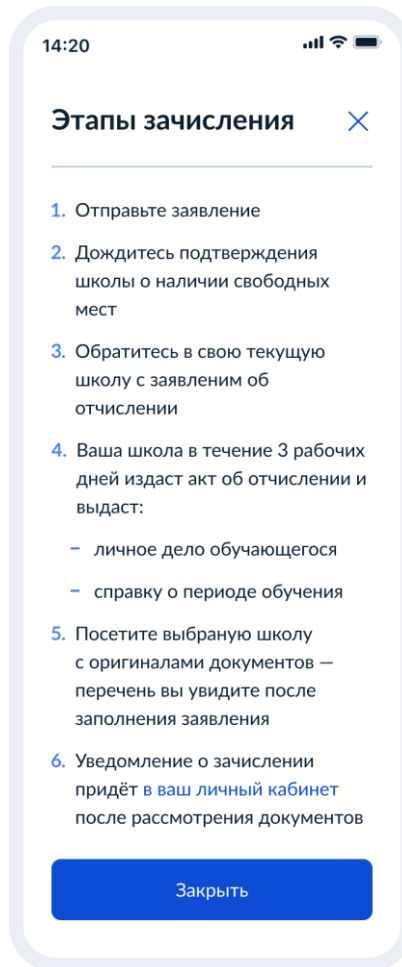 14:20
Этапы зачисления
1. Отправьте заявление
2. Дождитесь подтверждения
школы о наличии свободных
мест
3. Обратитесь в свою текущую
школу с заявленим об
отчислении
4. Ваша школа в течение 3 рабочих
дней издаст акт об отчислении и
выдаст:
– личное дело обучающегося
– справку о периоде обучения
5. Посетите выбраную школу
с оригиналами документов —
перечень вы увидите после
заполнения заявления
6. Уведомление о зачислении
придёт в ваш личный кабинет
после рассмотрения документов
Закрыть